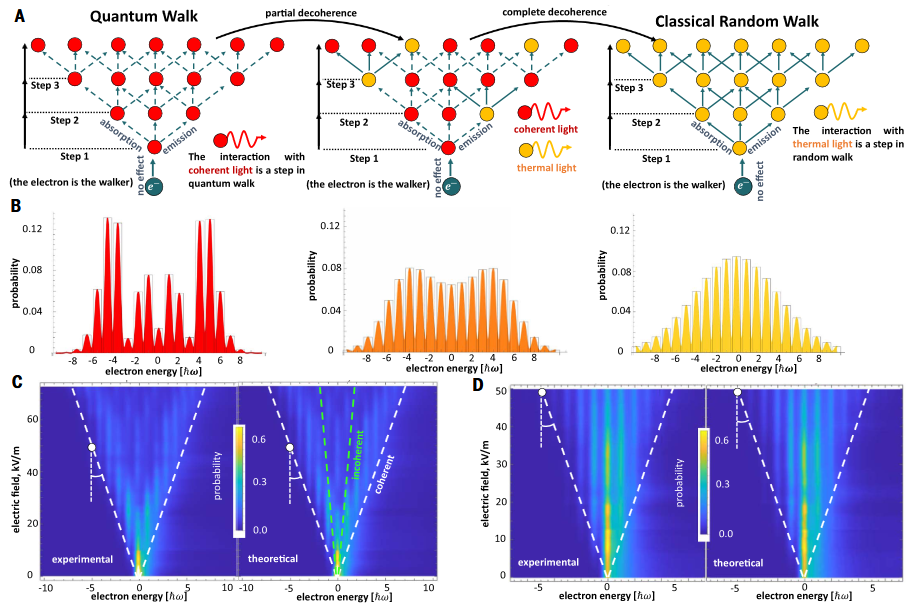 A
Quantum Walk
partial decoherence
complete decoherence
Classical Random Walk
Step 3
Step 2
Step 1
absorption
emission
no effect
e⁻
(the electron is the walker)
The interaction with
coherent light is a step in
quantum walk
Step 3
Step 2
Step 1
absorption
emission
no effect
e⁻
(the electron is the walker)
coherent light
thermal light
Step 3
Step 2
Step 1
absorption
emission
no effect
e⁻
(the electron is the walker)
The interaction with
thermal light is a step in
random walk
B
probability
0.12
0.08
0.04
0
-8 -6 -4 -2 0 2 4 6 8
electron energy [ħω]
probability
0.12
0.08
0.04
0
-8 -6 -4 -2 0 2 4 6 8
electron energy [ħω]
probability
0.12
0.08
0.04
0
-8 -6 -4 -2 0 2 4 6 8
electron energy [ħω]
C
electric field, kV/m
60
40
20
0
experimental
probability
0.6
0.3
0.0
incoherent
coherent
theoretical
-10 -5 0 5 -5 0 5 10
electron energy [ħω]
electron energy [ħω]
D
electric field, kV/m
50
40
30
20
10
0
experimental
probability
0.6
0.3
0.0
theoretical
-5 0 5 -5 0 5
electron energy [ħω]
electron energy [ħω]